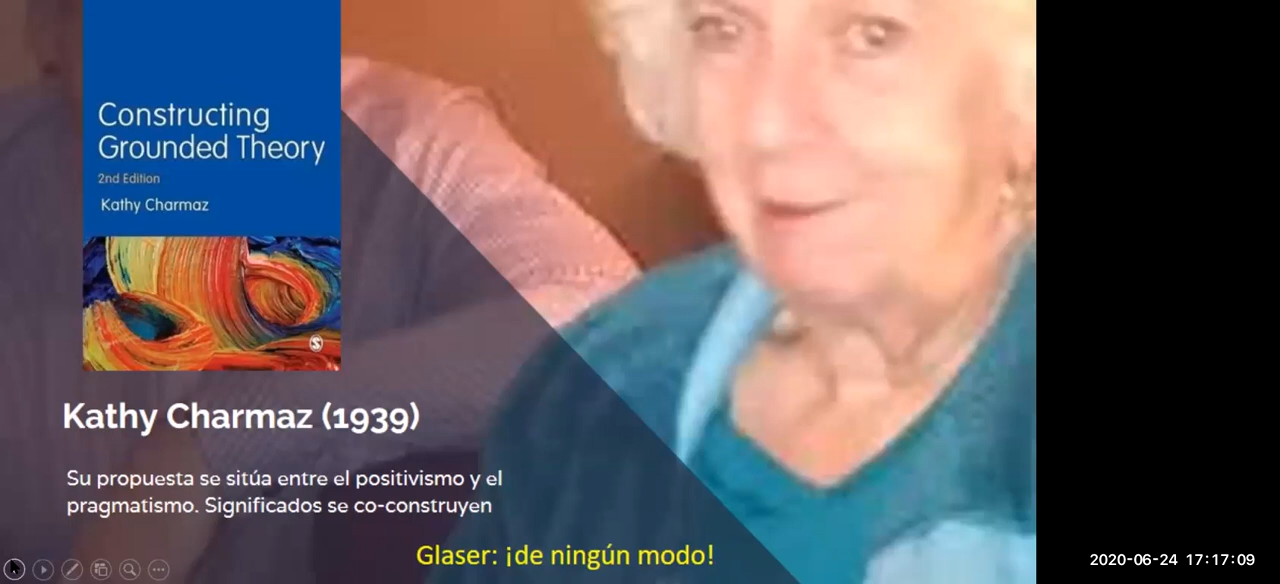 Constructing
Grounded Theory
2nd Edition
Kathy Charmaz
S
Kathy Charmaz (1939)
Su propuesta se sitúa entre el positivismo y el
pragmatismo. Significados se co-construyen
Glaser: ¡de ningún modo!
2020-06-24 17:17:09